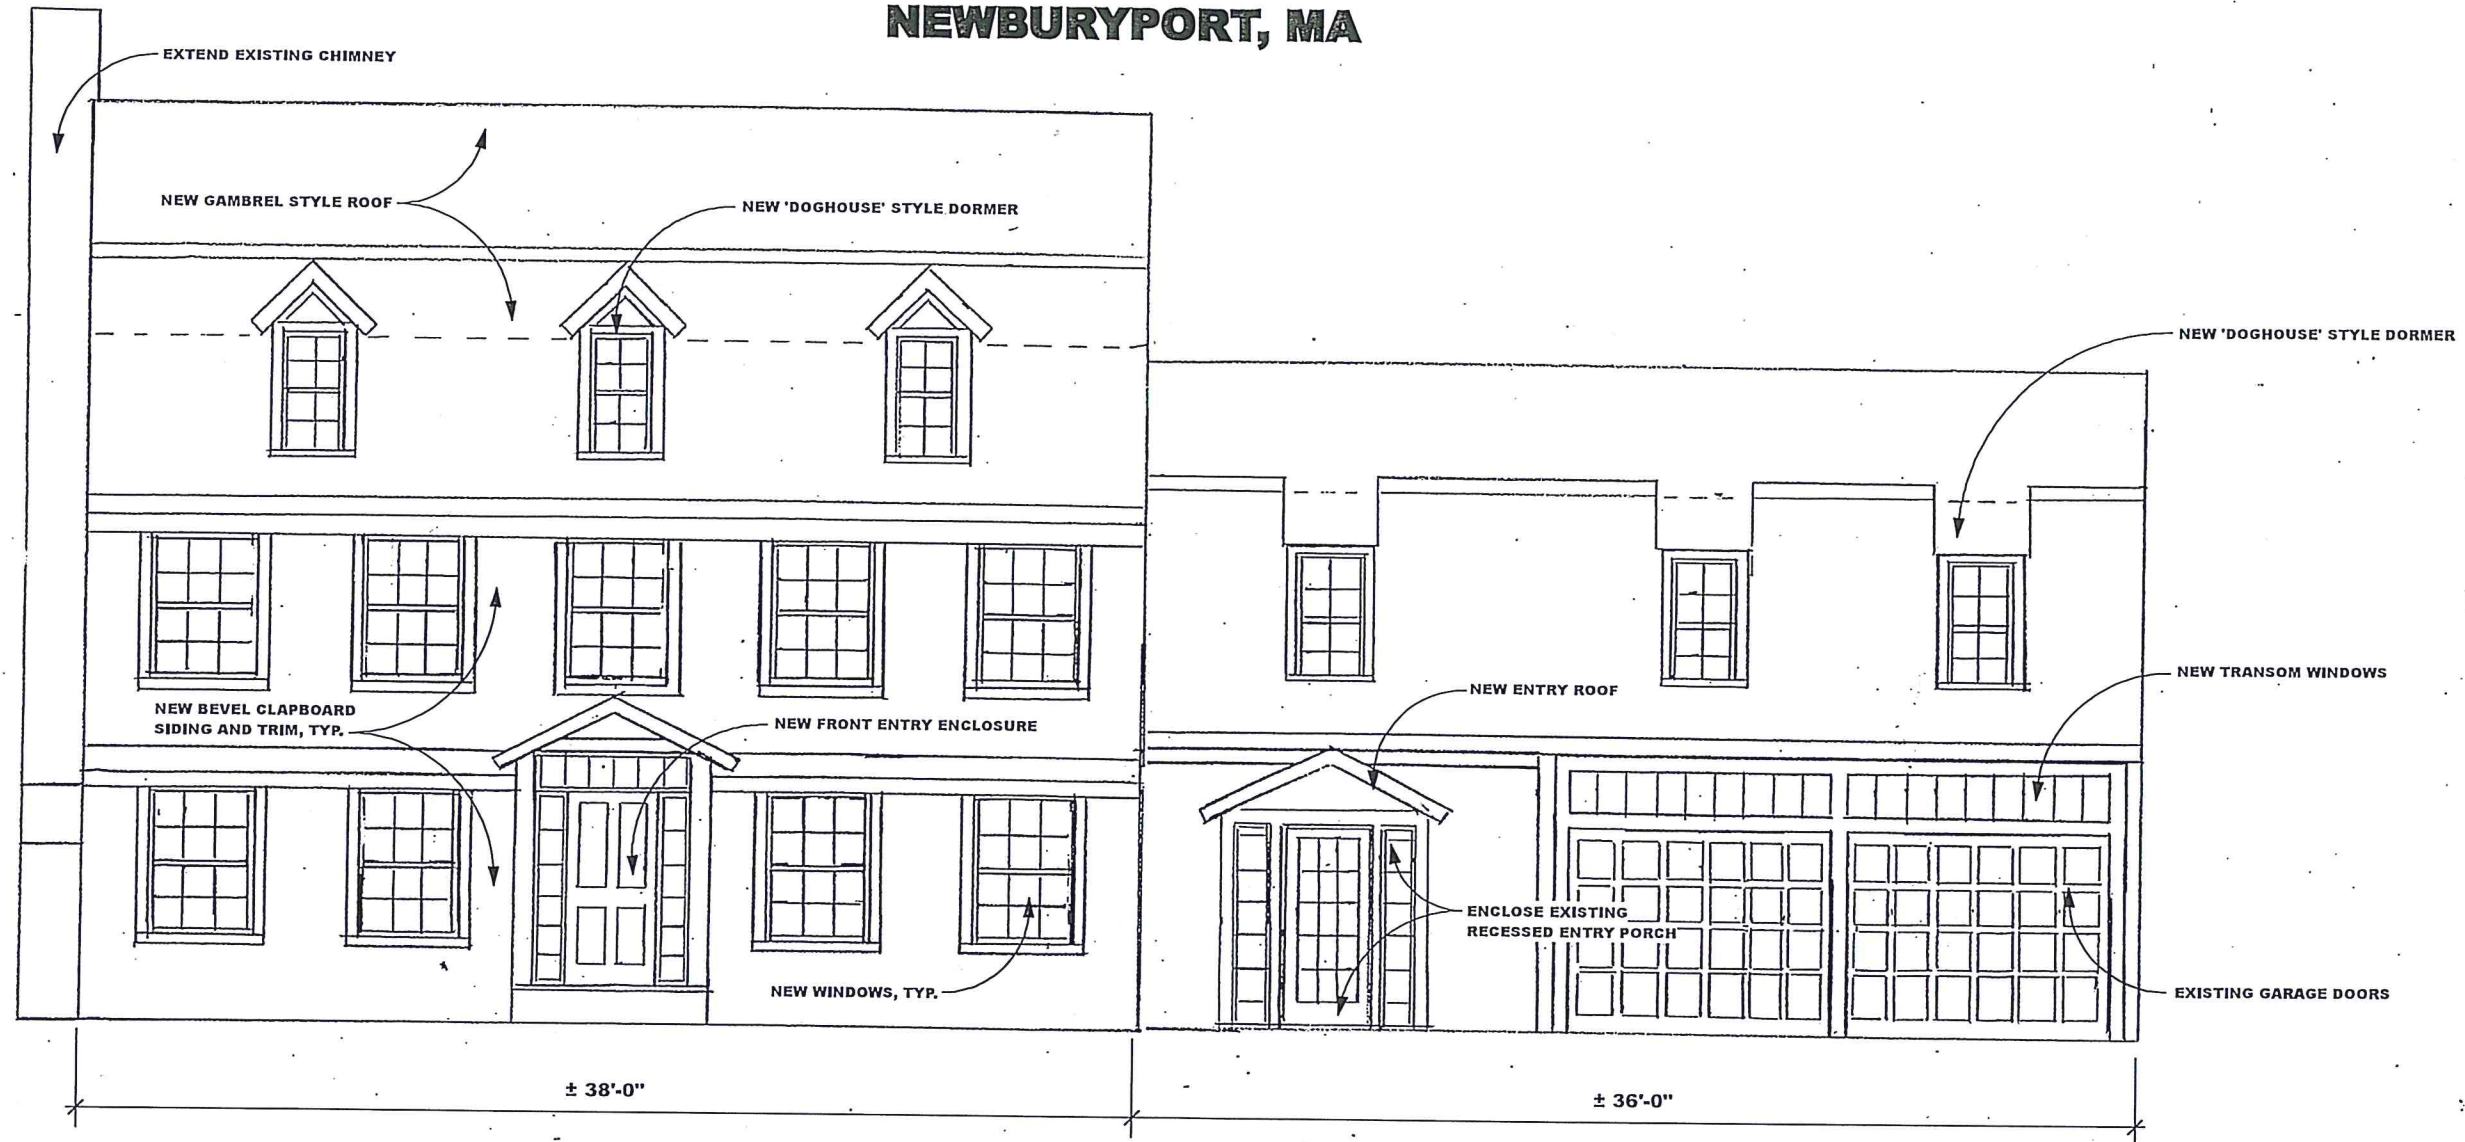 NEWBURYPORT, MA
EXTEND EXISTING CHIMNEY
NEW GAMBREL STYLE ROOF
NEW 'DOGHOUSE' STYLE DORMER
NEW 'DOGHOUSE' STYLE DORMER
NEW TRANSOM WINDOWS
NEW ENTRY ROOF
NEW BEVEL CLAPBOARD
SIDING AND TRIM, TYP.
NEW FRONT ENTRY ENCLOSURE
ENCLOSE EXISTING
RECESSED ENTRY PORCH
NEW WINDOWS, TYP.
EXISTING GARAGE DOORS
± 38'-0"
± 36'-0"